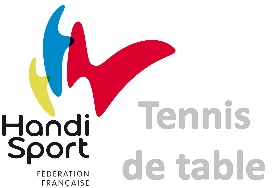 Handi
Sport
FÉDÉRATION
FRANÇAISE
Tennis
de table